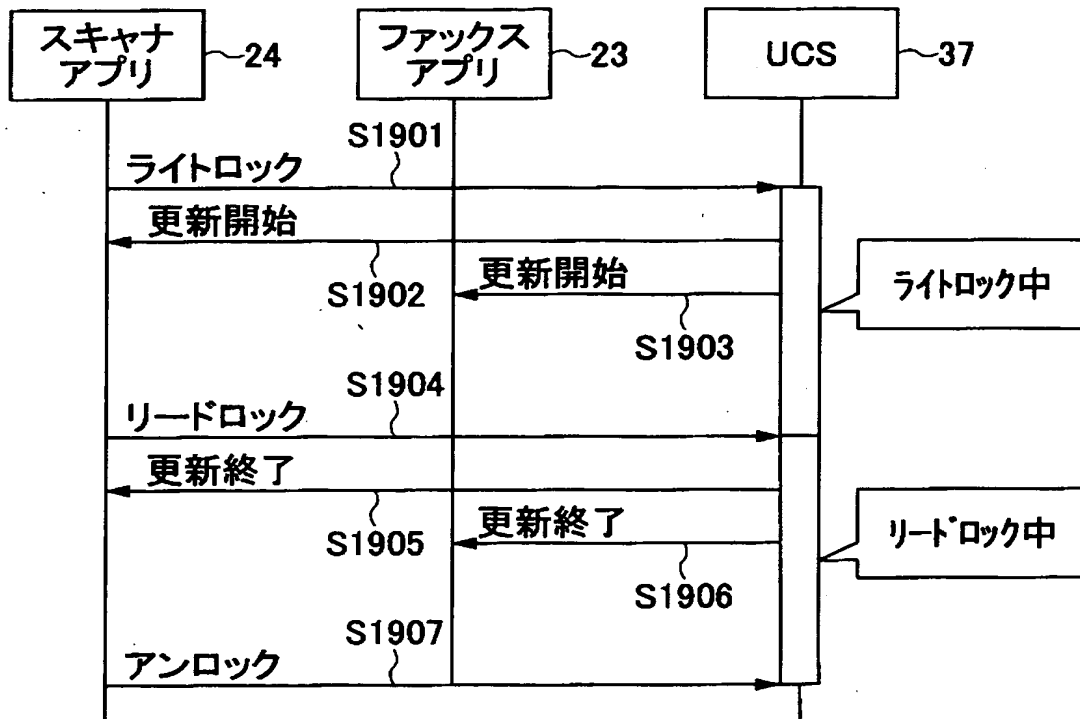 スキャナ
アプリ
24
ファックス
アプリ
23
UCS
37
S1901
ライトロック
更新開始
S1902
更新開始
S1903
ライトロック中
S1904
リードロック
更新終了
S1905
更新終了
S1906
リードロック中
S1907
アンロック